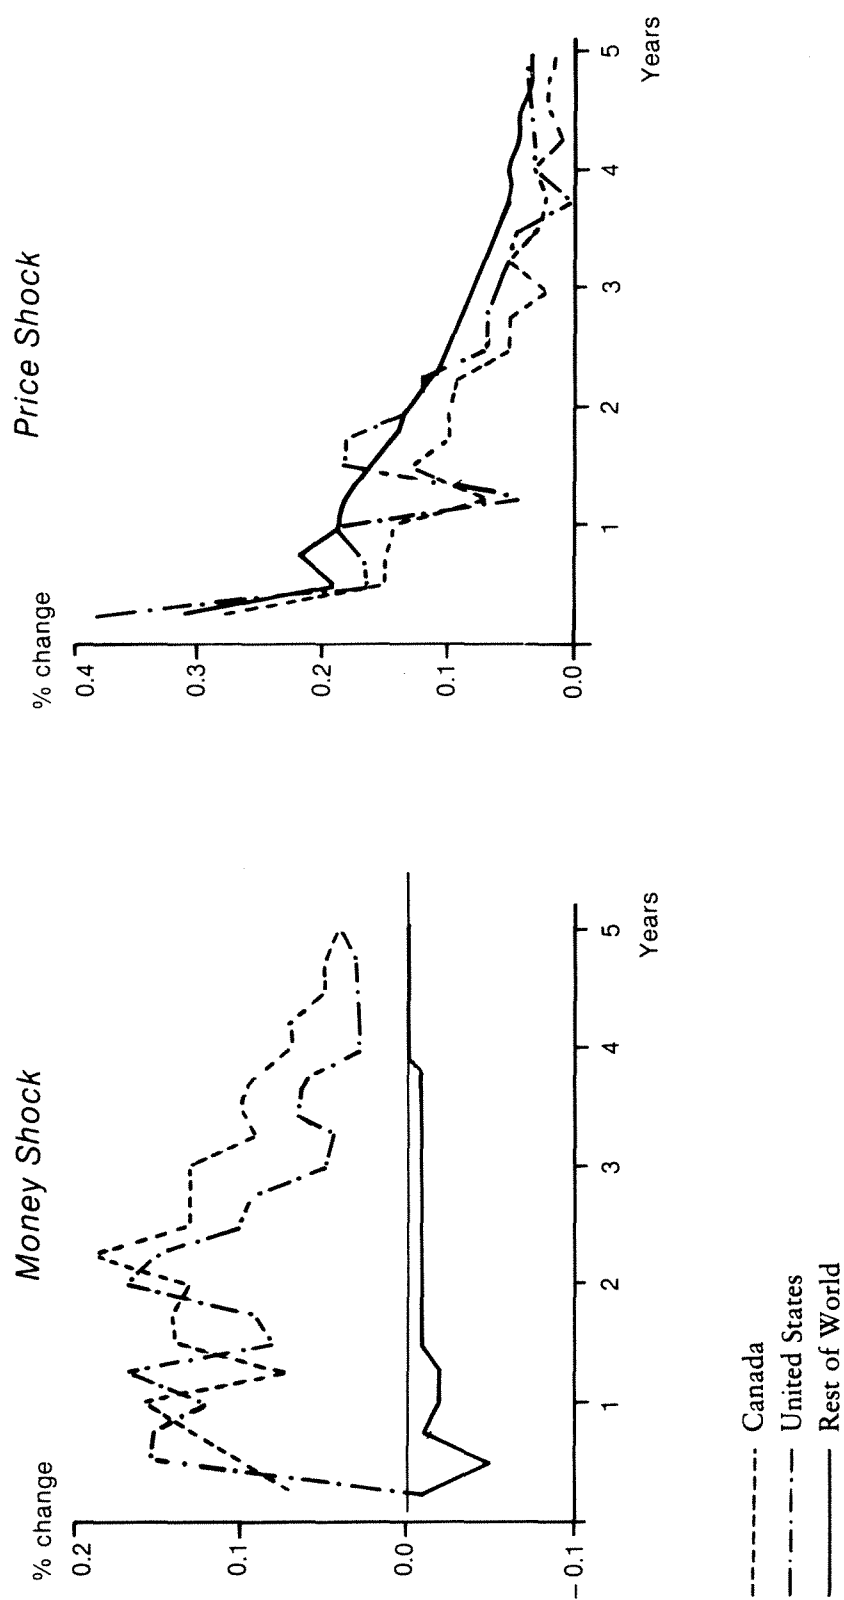 Money Shock
% change
0.2
0.1
0.0
– 0.1
1
2
3
4
5
Years
Price Shock
% change
0.4
0.3
0.2
0.1
0.0
1
2
3
4
5
Years
Canada
United States
Rest of World